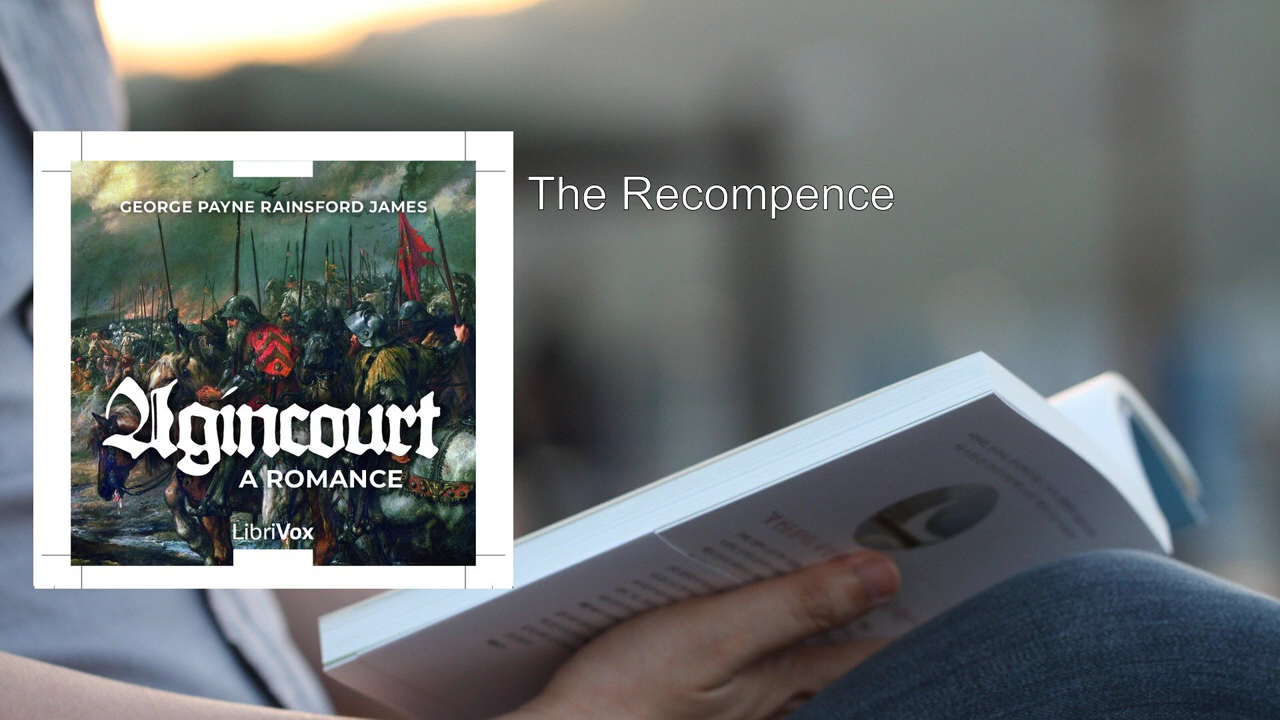 GEORGE PAYNE RAINSFORD JAMES
Agincourt
A ROMANCE
LibriVox
The Recompence